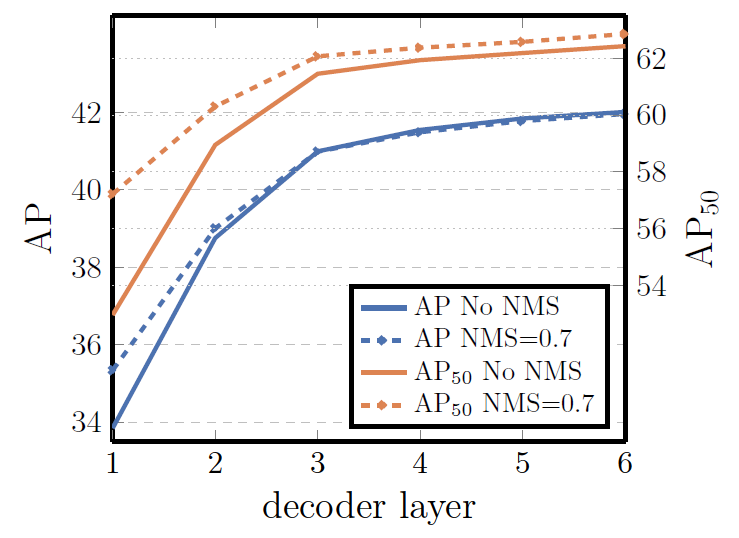 42
40
38
36
34
AP
62
60
58
56
54
AP₅₀
AP No NMS
AP NMS=0.7
AP₅₀ No NMS
AP₅₀ NMS=0.7
1 2 3 4 5 6
decoder layer